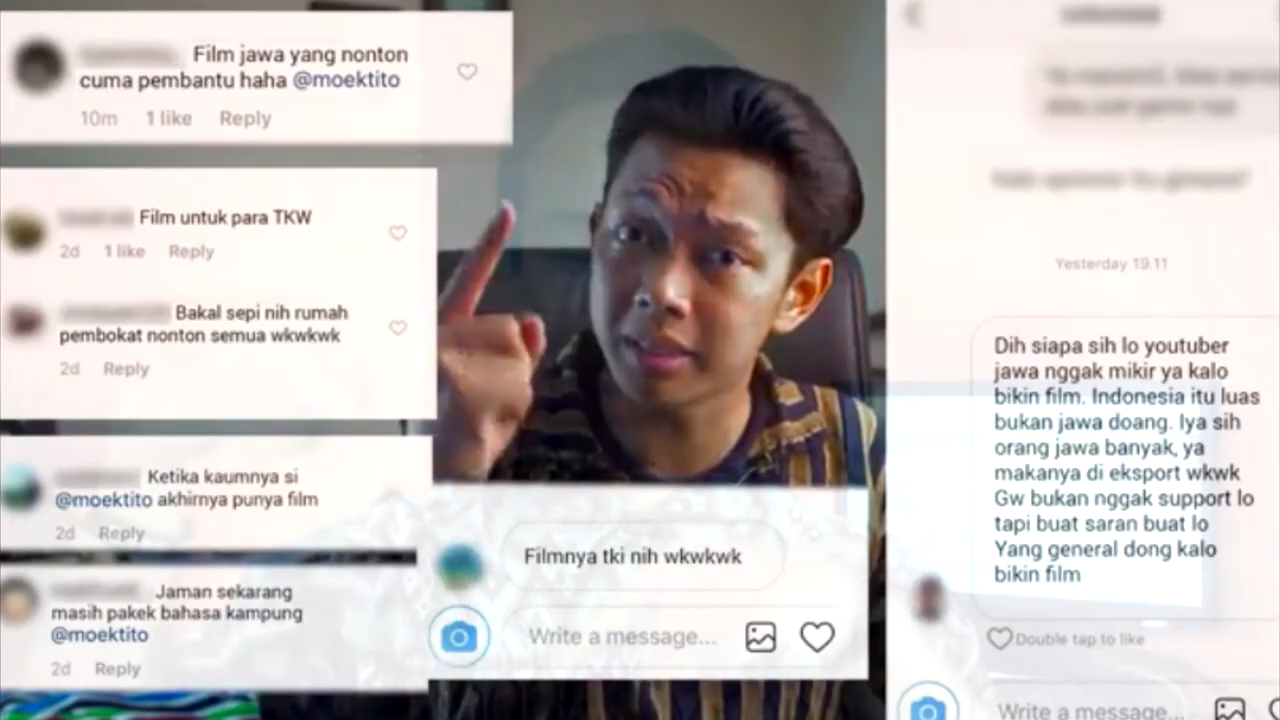 Film jawa yang nonton
cuma pembantu haha @moektito
10m 1 like Reply
Film untuk para TKW
2d 1 like Reply
Bakal sepi nih rumah
pembokat nonton semua wkwkwk
2d Reply
Ketika kaumnya si
@moektito akhirnya punya film
2d Reply
Jaman sekarang
masih pakek bahasa kampung
@moektito
2d Reply
Filmnya tki nih wkwkwk
Write a message...
Yesterday 19.11
Dih siapa sih lo youtuber
jawa nggak mikir ya kalo
bikin film. Indonesia itu luas
bukan jawa doang. Iya sih
orang jawa banyak, ya
makanya di eksport wkwk
Gw bukan nggak support lo
tapi buat saran buat lo
Yang general dong kalo
bikin film
Double tap to like
Write a message...